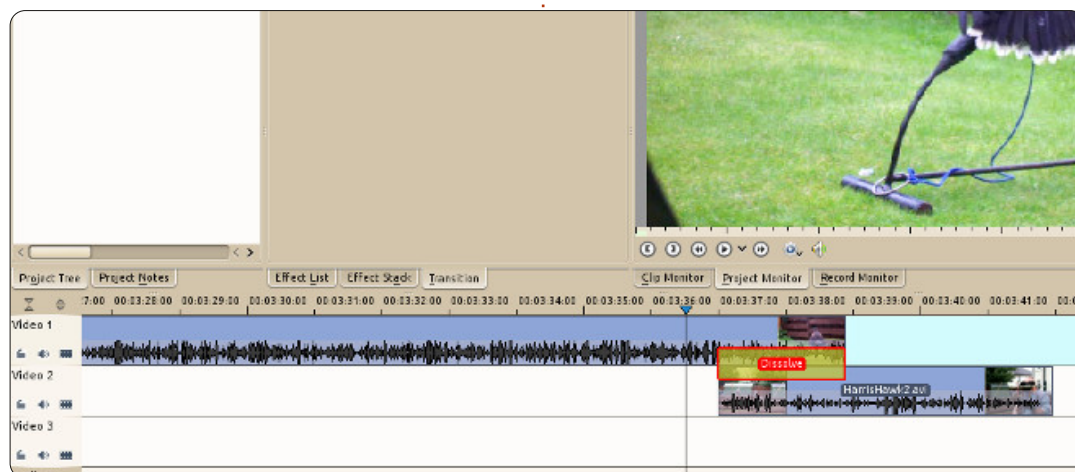 Project Tree
Project Notes
Effect List
Effect Stack
Transition
Clip Monitor
Project Monitor
Record Monitor
7:00 00:03:28:00 00:03:29:00 00:03:30:00 00:03:31:00 00:03:32:00 00:03:33:00 00:03:34:00 00:03:35:00 00:03:36:00 00:03:37:00 00:03:38:00 00:03:39:00 00:03:40:00 00:03:41:00
Video 1
Dissolve
Video 2
HarrisHawk2.avi
Video 3